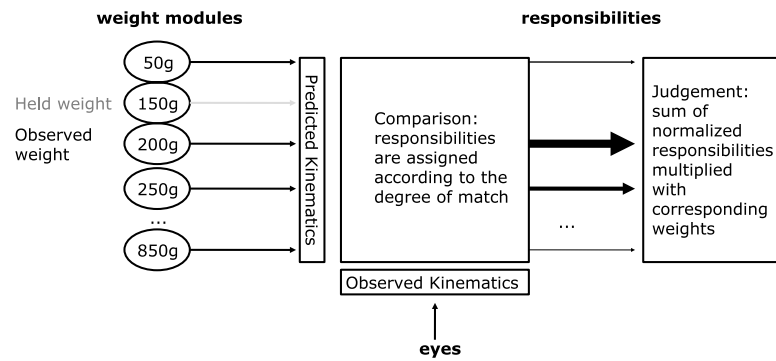 weight modules
responsibilities
50g
Held weight
150g
Observed
weight
200g
250g
...
850g
Predicted Kinematics
Comparison:
responsibilities
are assigned
according to the
degree of match
Observed Kinematics
eyes
...
Judgement:
sum of
normalized
responsibilities
multiplied
with
corresponding
weights